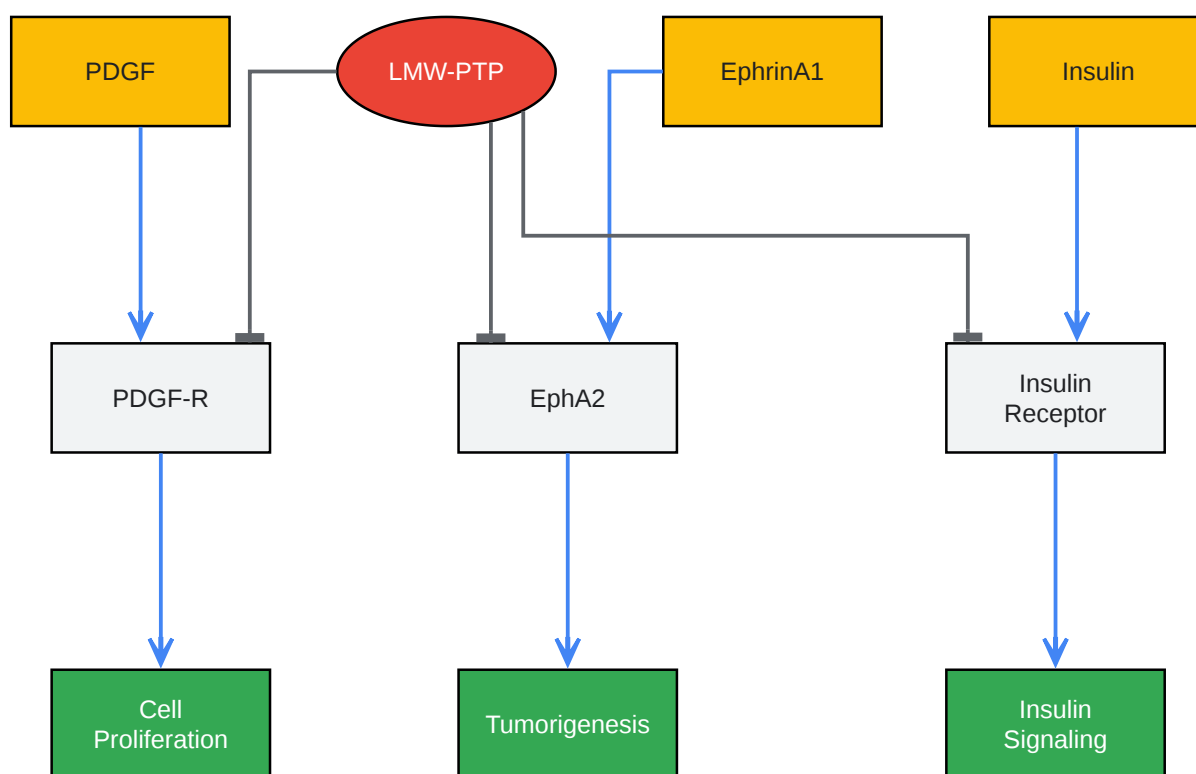 PDGF
LMW-PTP
EphrinA1
Insulin
PDGF-R
EphA2
Insulin
Receptor
Cell
Proliferation
Tumorigenesis
Insulin
Signaling